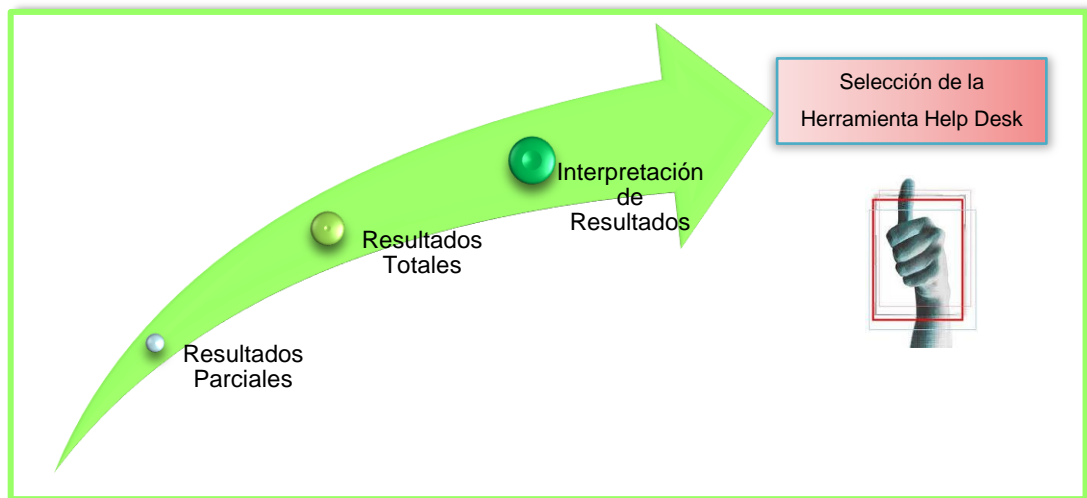 Selección de la
Herramienta Help Desk
Interpretación
de
Resultados
Resultados
Totales
Resultados
Parciales